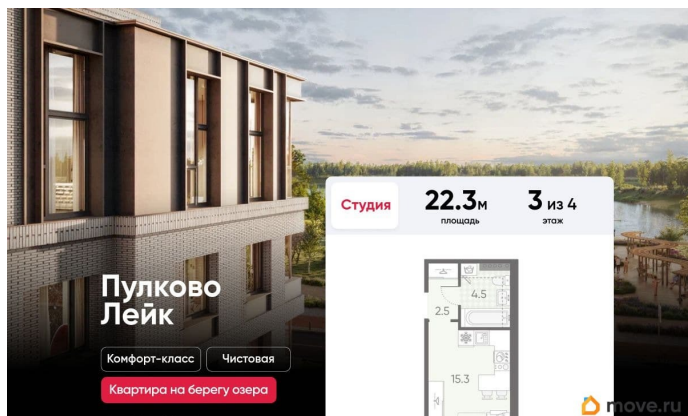 Студия
22.3м
площадь
3 из 4
этаж
4.5
2.5
15.3
Пулково
Лейк
Комфорт-класс
Чистовая
Квартира на берегу озера
move.ru